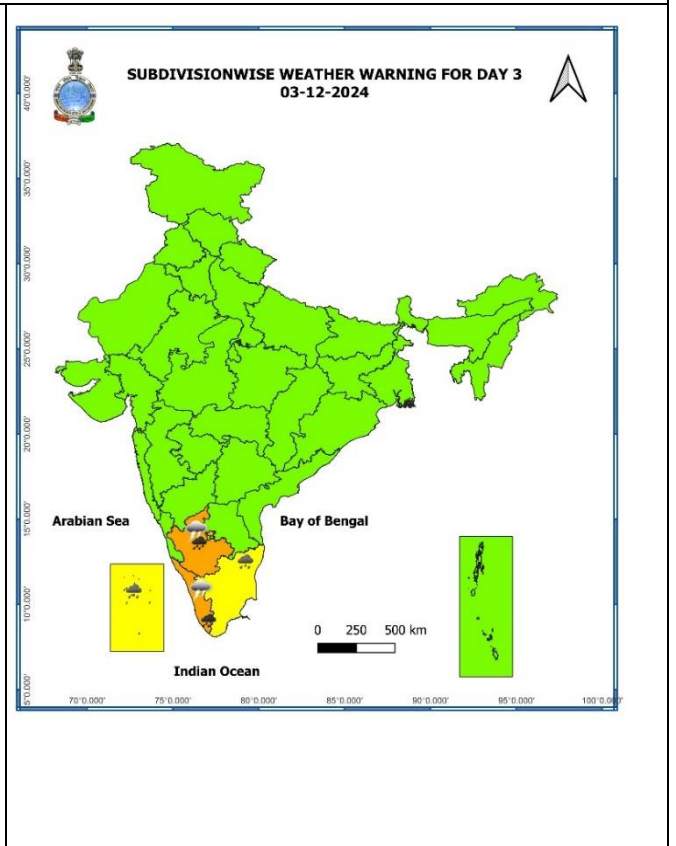 SUBDIVISIONWISE WEATHER WARNING FOR DAY 3
03-12-2024
40°0.000'
35°0.000'
30°0.000'
25°0.000'
20°0.000'
15°0.000'
10°0.000'
5°0.000'
Arabian Sea
Bay of Bengal
0 250 500 km
Indian Ocean
70°0.000' 75°0.000' 80°0.000' 85°0.000' 90°0.000' 95°0.000' 100°0.000'